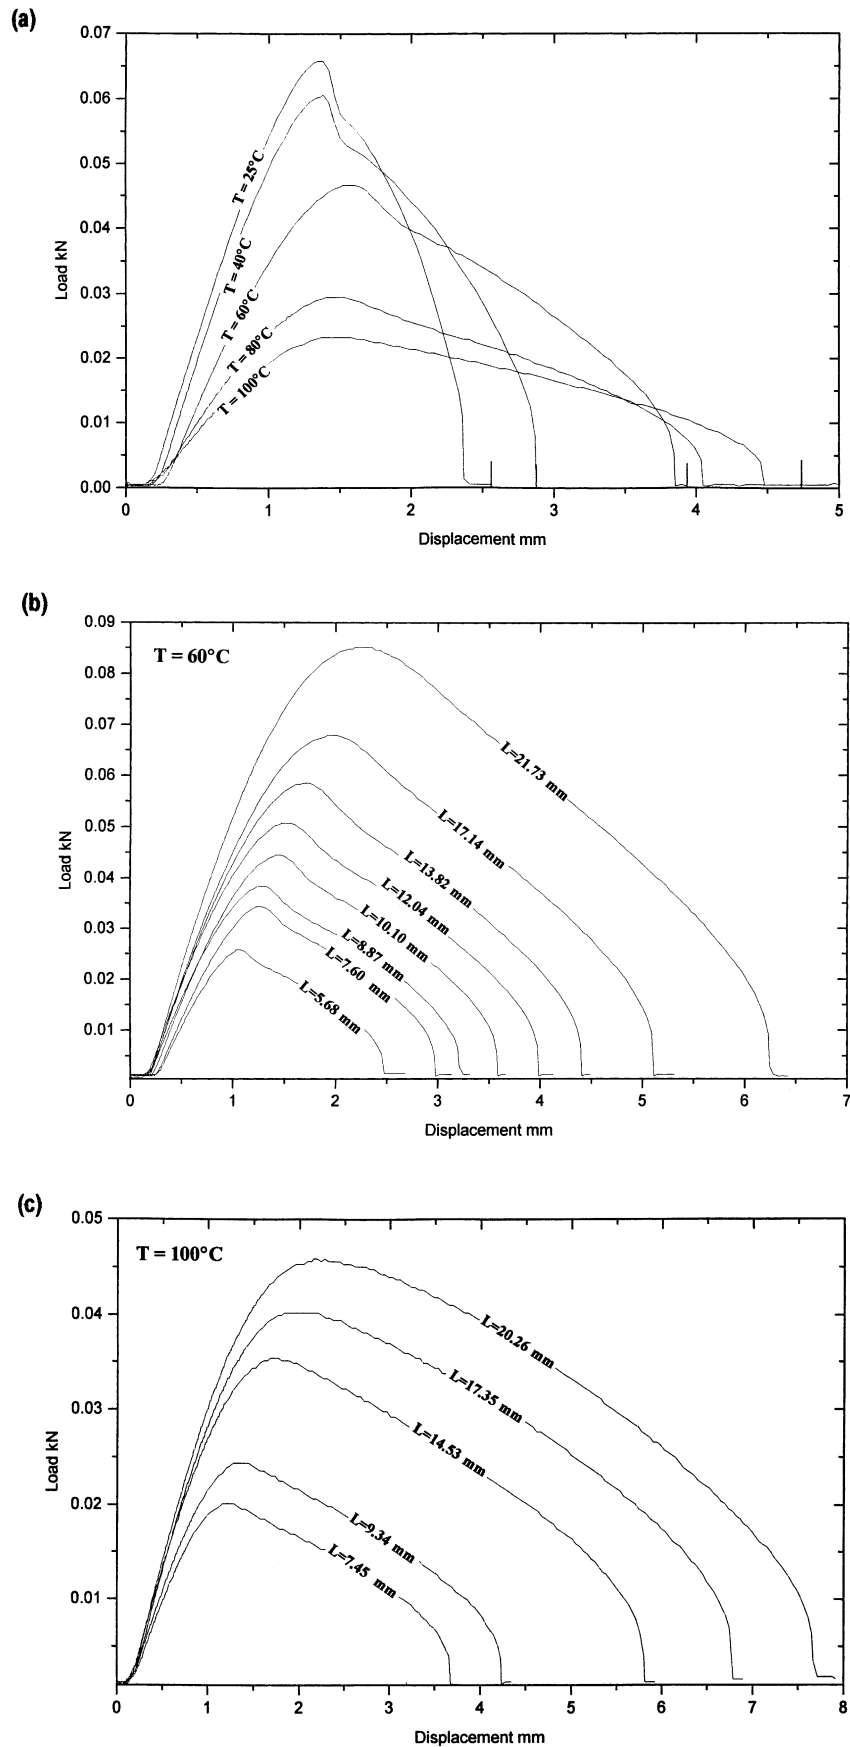 (a)
0.07
0.06
0.05
0.04
0.03
0.02
0.01
0.00
Load kN
T = 25°C
T = 40°C
T = 60°C
T = 80°C
T = 100°C
0 1 2 3 4 5
Displacement mm
(b)
T = 60°C
0.09
0.08
0.07
0.06
0.05
0.04
0.03
0.02
0.01
Load kN
L=21.73 mm
L=17.14 mm
L=13.82 mm
L=12.04 mm
L=10.10 mm
L=8.87 mm
L=7.60 mm
L=5.68 mm
0 1 2 3 4 5 6 7
Displacement mm
(c)
T = 100°C
0.05
0.04
0.03
0.02
0.01
Load kN
L=20.26 mm
L=17.35 mm
L=14.53 mm
L=9.34 mm
L=7.45 mm
0 1 2 3 4 5 6 7 8
Displacement mm